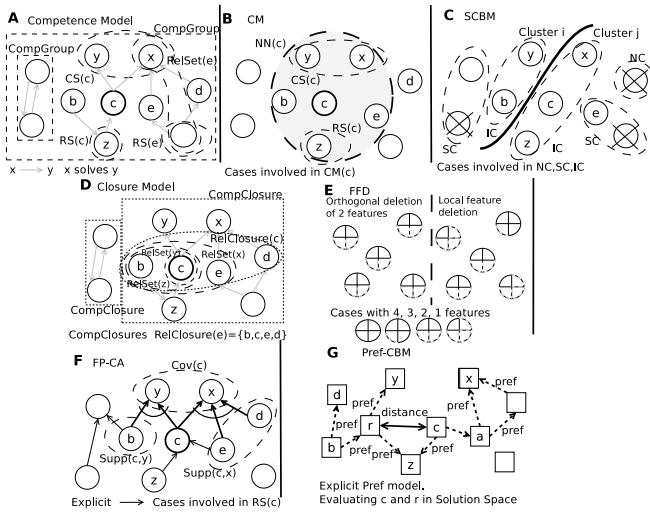 A
Competence Model
CompGroup
CompGroup
y
x
RelSet(e)
CS(c)
b
c
e
d
RS(c)
RS(e)
z
x → y x solves y
B
CM
NN(c)
y
x
CS(c)
d
b
c
e
RS(c)
z
Cases involved in CM(c)
C
SCBM
Cluster i
Cluster j
y
x
NC
b
c
e
IC
SC
z
IC
SC
Cases involved in NC,SC,IC
D
Closure Model
CompClosure
y
x
RelClosure(c)
RelSet(y)
RelSet(x)
d
b
c
e
RelSet(z)
CompClosure
z
CompClosures RelClosure(e)={b,c,e,d}
E
FFD
Orthogonal deletion
of 2 features
Local feature
deletion
Cases with 4, 3, 2, 1 features
F
FP-CA
Cov(c)
y
x
d
b
c
e
Supp(c,y)
Supp(c,x)
z
Explicit → Cases involved in RS(c)
G
Pref-CBM
d
y
x
pref
pref
pref
pref
distance
r
c
b
a
pref
pref
pref
pref
z
Explicit Pref model.
Evaluating c and r in Solution Space